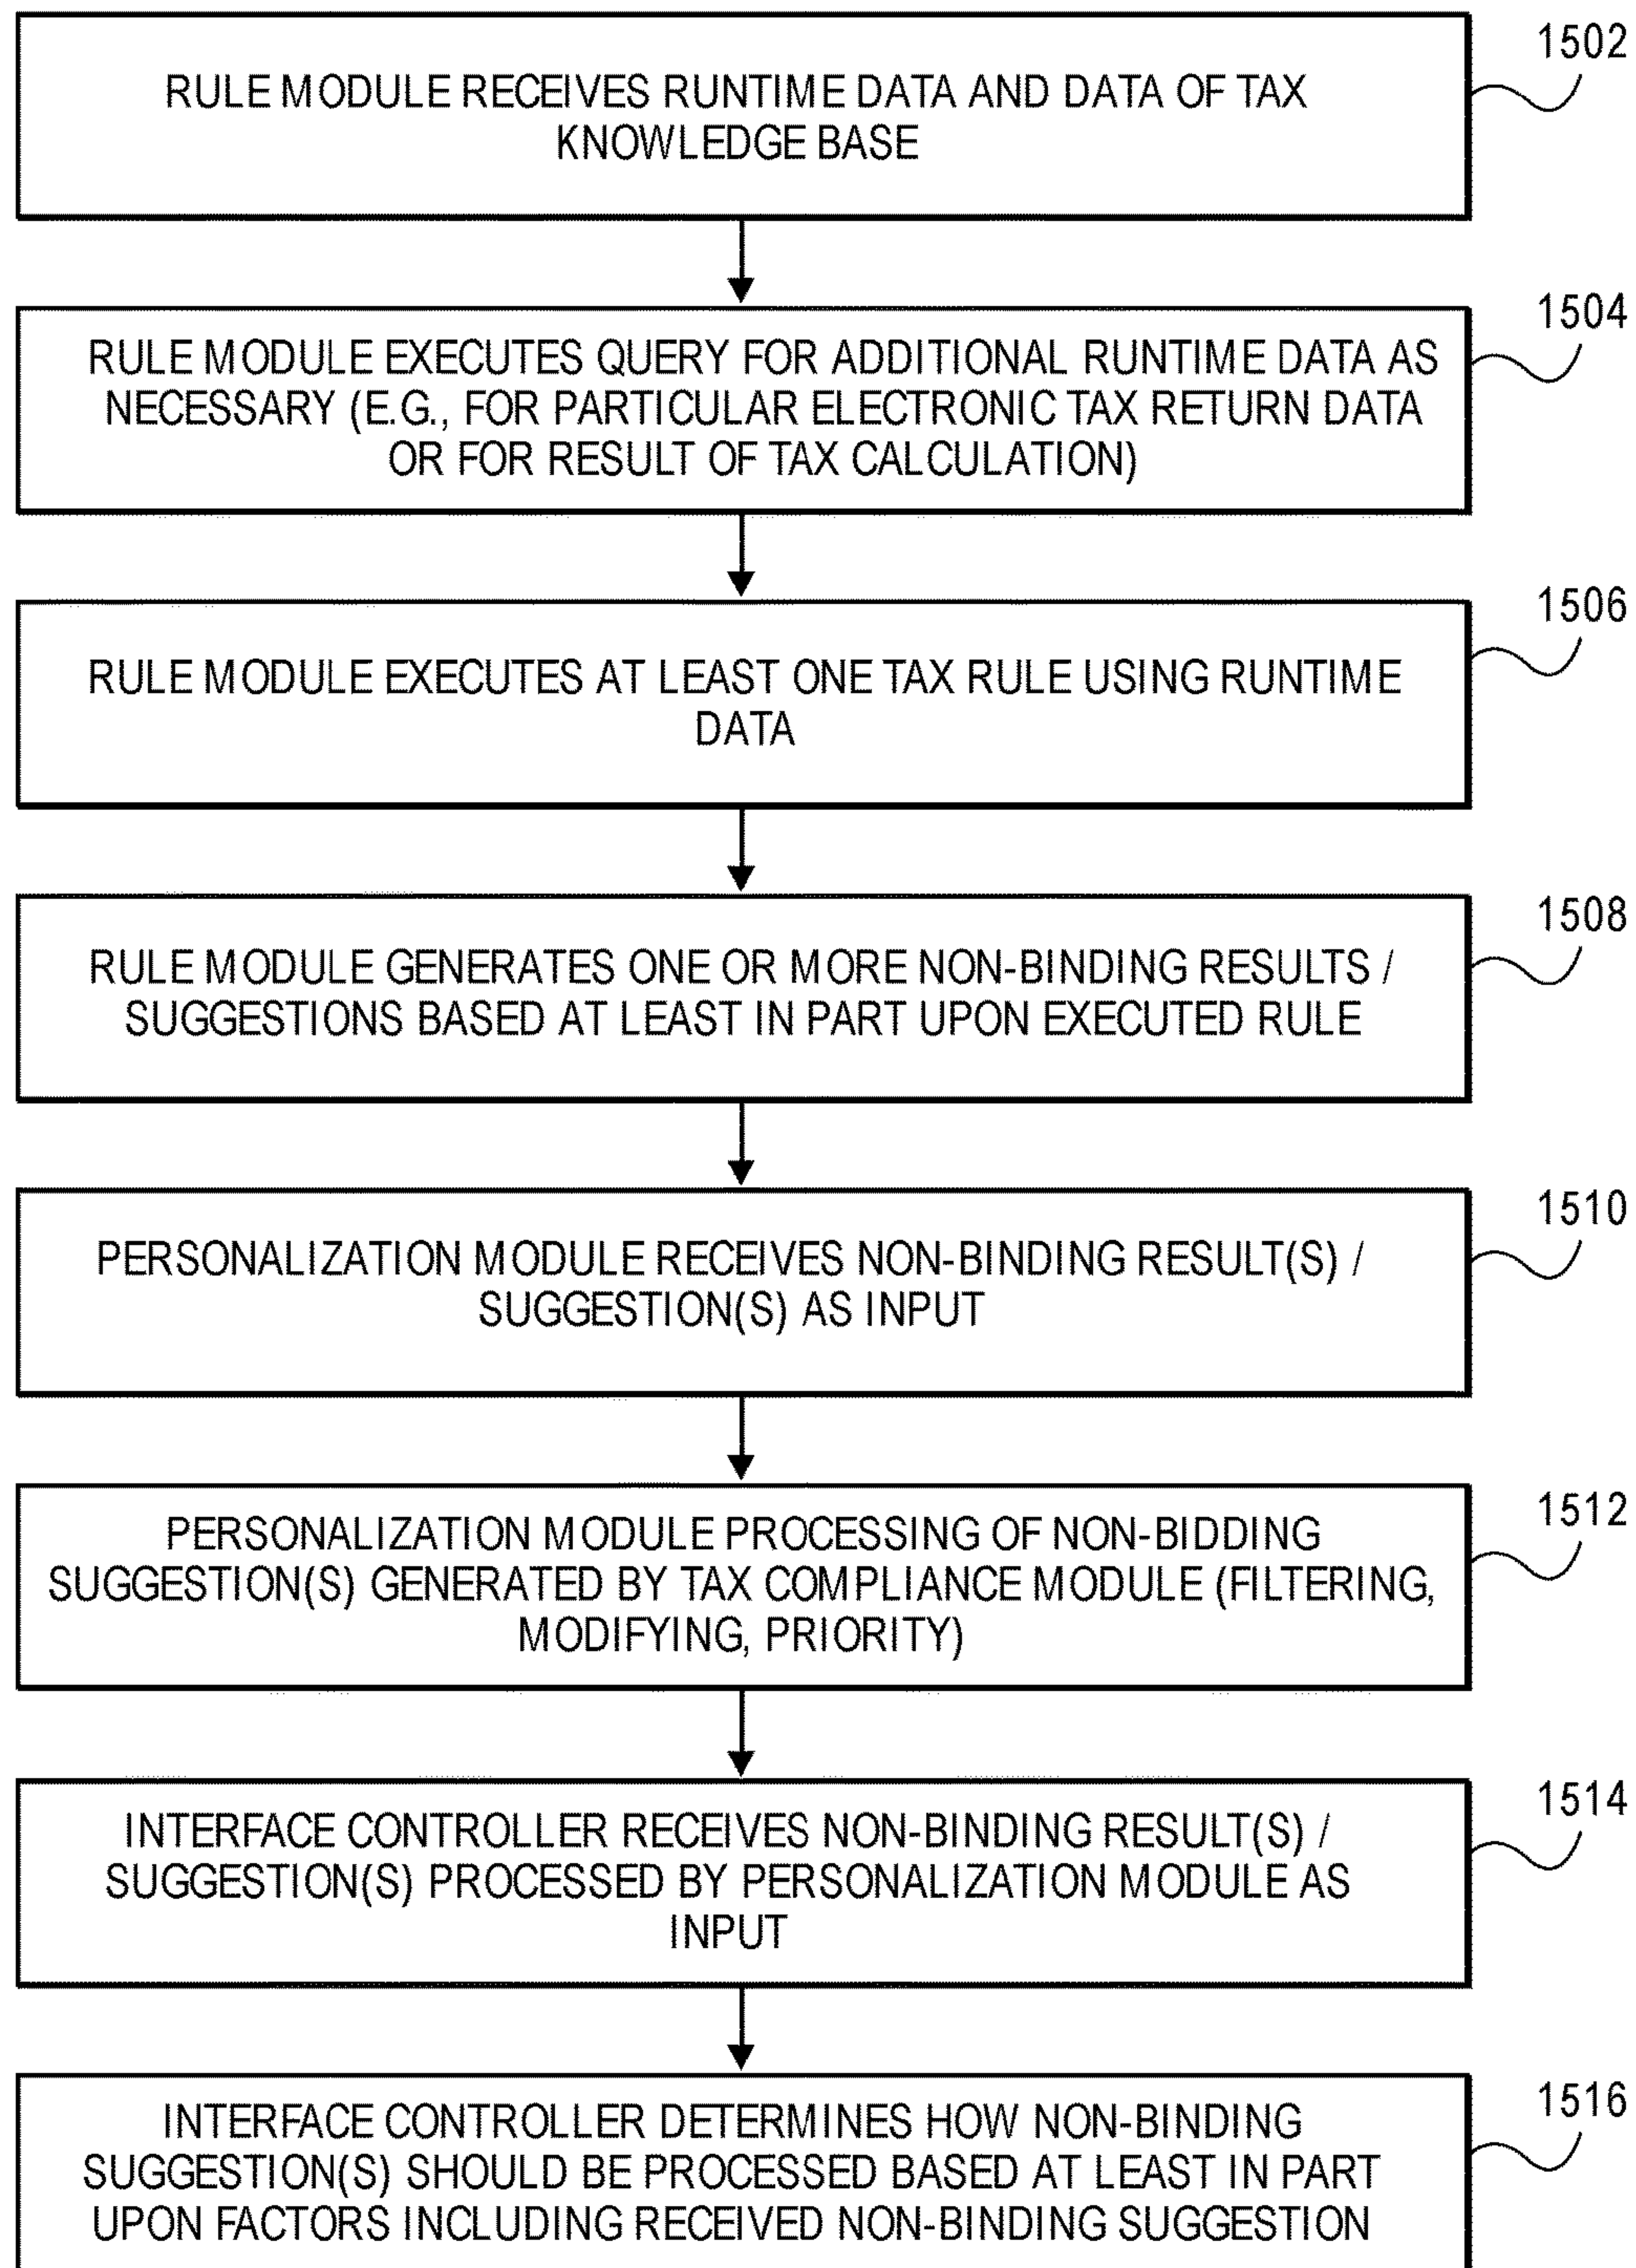 1502
RULE MODULE RECEIVES RUNTIME DATA AND DATA OF TAX
KNOWLEDGE BASE
1504
RULE MODULE EXECUTES QUERY FOR ADDITIONAL RUNTIME DATA AS
NECESSARY (E.G., FOR PARTICULAR ELECTRONIC TAX RETURN DATA
OR FOR RESULT OF TAX CALCULATION)
1506
RULE MODULE EXECUTES AT LEAST ONE TAX RULE USING RUNTIME
DATA
1508
RULE MODULE GENERATES ONE OR MORE NON-BINDING RESULTS /
SUGGESTIONS BASED AT LEAST IN PART UPON EXECUTED RULE
1510
PERSONALIZATION MODULE RECEIVES NON-BINDING RESULT(S) /
SUGGESTION(S) AS INPUT
1512
PERSONALIZATION MODULE PROCESSING OF NON-BIDDING
SUGGESTION(S) GENERATED BY TAX COMPLIANCE MODULE (FILTERING,
MODIFYING, PRIORITY)
1514
INTERFACE CONTROLLER RECEIVES NON-BINDING RESULT(S) /
SUGGESTION(S) PROCESSED BY PERSONALIZATION MODULE AS
INPUT
1516
INTERFACE CONTROLLER DETERMINES HOW NON-BINDING
SUGGESTION(S) SHOULD BE PROCESSED BASED AT LEAST IN PART
UPON FACTORS INCLUDING RECEIVED NON-BINDING SUGGESTION